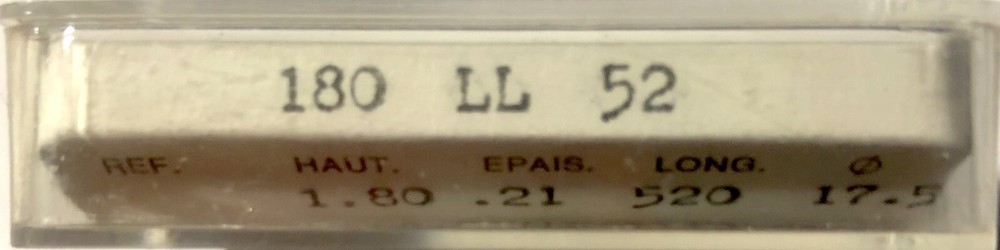 180 LL 52
REF. HAUT. EPAIS. LONG. Ø
1.80 .21 520 17.5